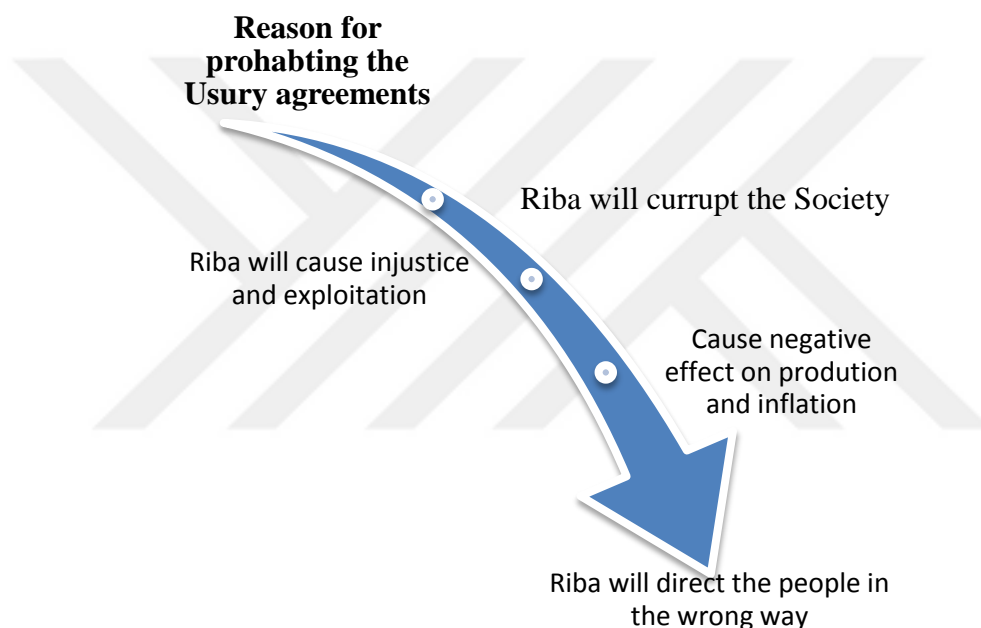 Reason for
prohabting the
Usury agreements
Riba will currupt the Society
Riba will cause injustice
and exploitation
Cause negative
effect on prodution
and inflation
Riba will direct the people in
the wrong way